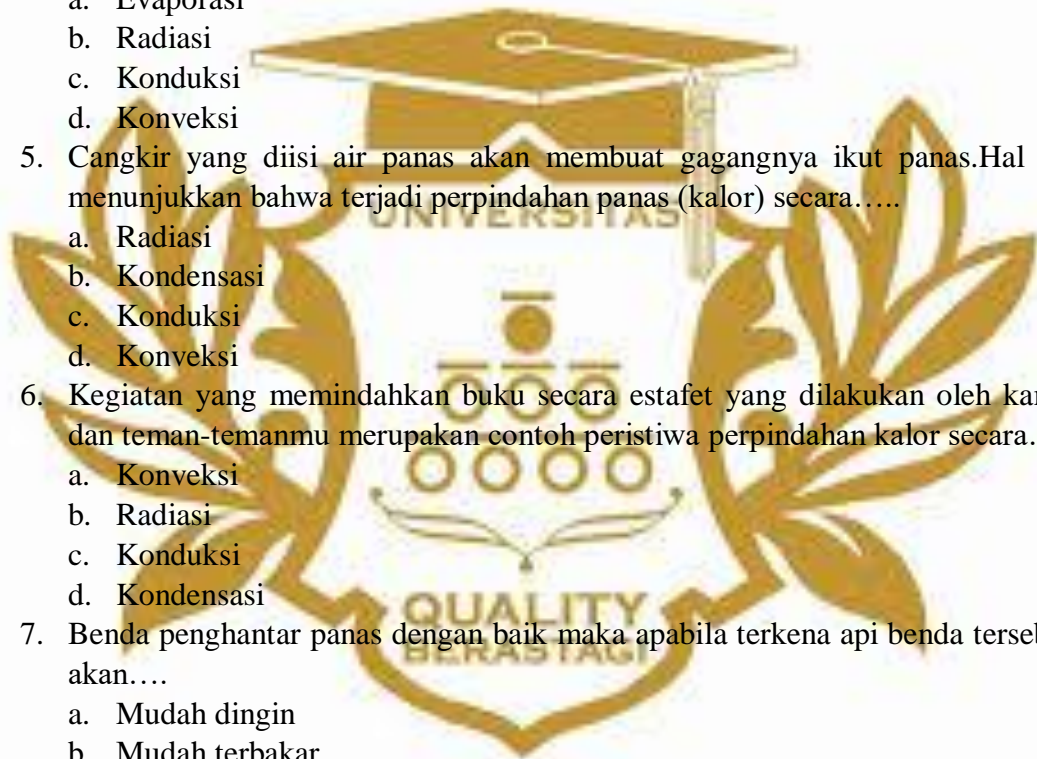 a. Evaporasi
b. Radiasi
c. Konduksi
d. Konveksi
5. Cangkir yang diisi air panas akan membuat gagangnya ikut panas.Hal
menunjukkan bahwa terjadi perpindahan panas (kalor) secara…..
UNIVERSITAS
a. Radiasi
b. Kondensasi
c. Konduksi
d. Konveksi
6. Kegiatan yang memindahkan buku secara estafet yang dilakukan oleh
dan teman-temanmu merupakan contoh peristiwa perpindahan kalor secara.
a. Konveksi
b. Radiasi
c. Konduksi
d. Kondensasi
QUALITY
7. Benda penghantar panas dengan baik maka apabila terkena api benda
BERASTAGI
akan….
a. Mudah dingin
b. Mudah terbakar